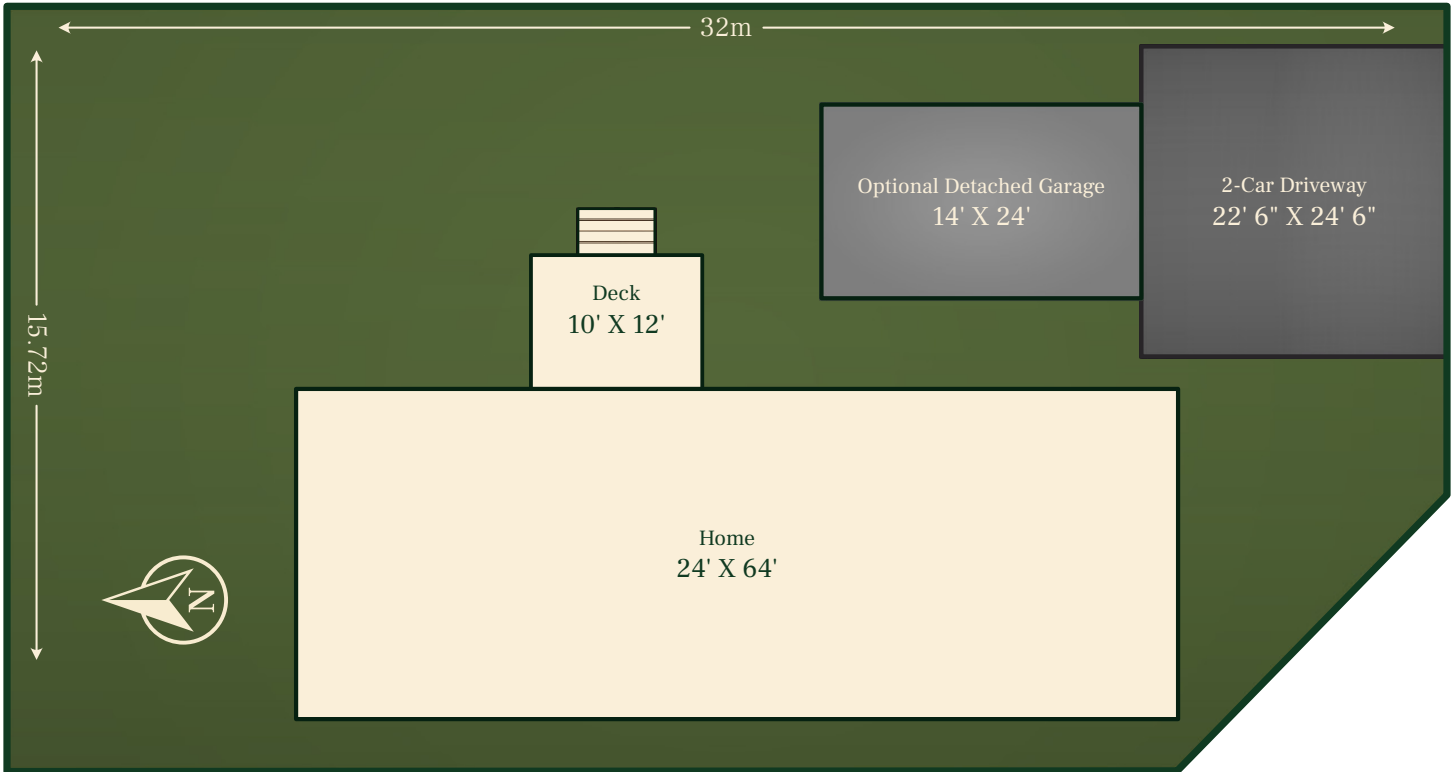 32m
Optional Detached Garage
14' X 24'
2-Car Driveway
22' 6" X 24' 6"
Deck
10' X 12'
15.72m
Home
24' X 64'
N